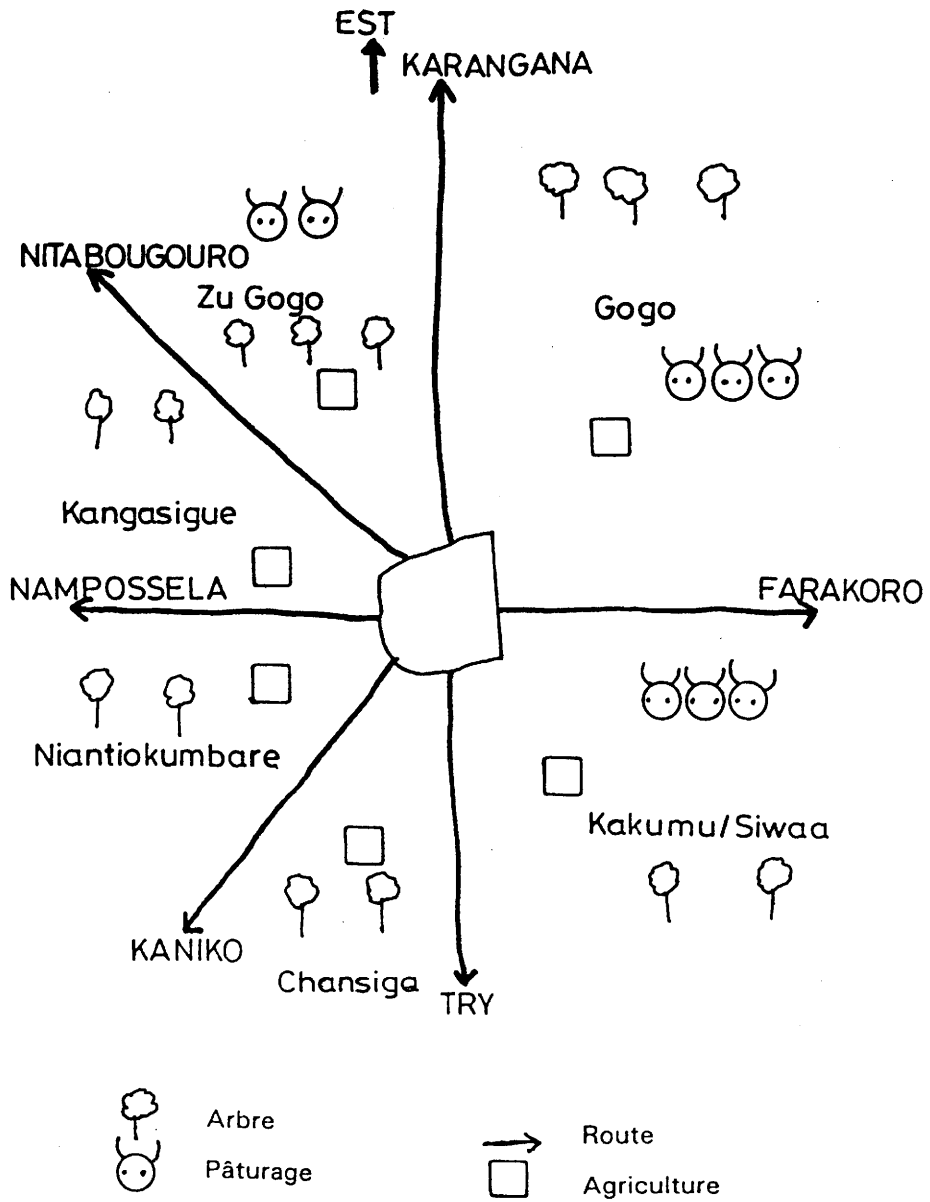 EST
KARANGANA
NITABOUGOURO
Zu Gogo
Gogo
Kangasigue
NAMPOSSELA
FARAKORO
Niantiokumbare
Kakumu/Siwaa
KANIKO
Chansiga
TRY
Arbre
Route
Pâturage
Agriculture